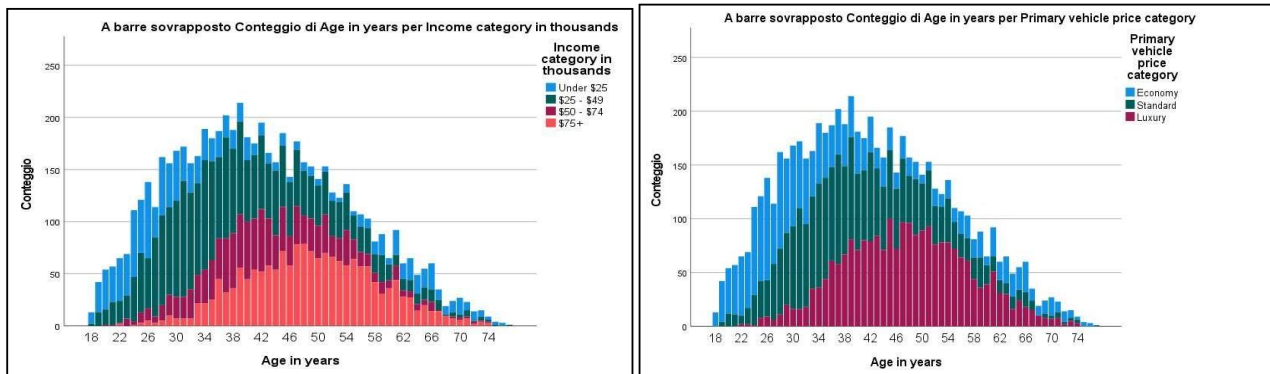 A barre sovrapposto Conteggio di Age in years per Income category in thousands
Income
category in
thousands
Under $25
$25 - $49
$50 - $74
$75+
Conteggio
250
200
150
100
50
0
18 22 26 30 34 38 42 46 50 54 58 62 66 70 74
Age in years
A barre sovrapposto Conteggio di Age in years per Primary vehicle price category
Primary
vehicle
price
category
Economy
Standard
Luxury
Conteggio
250
200
150
100
50
0
18 22 26 30 34 38 42 46 50 54 58 62 66 70 74
Age in years